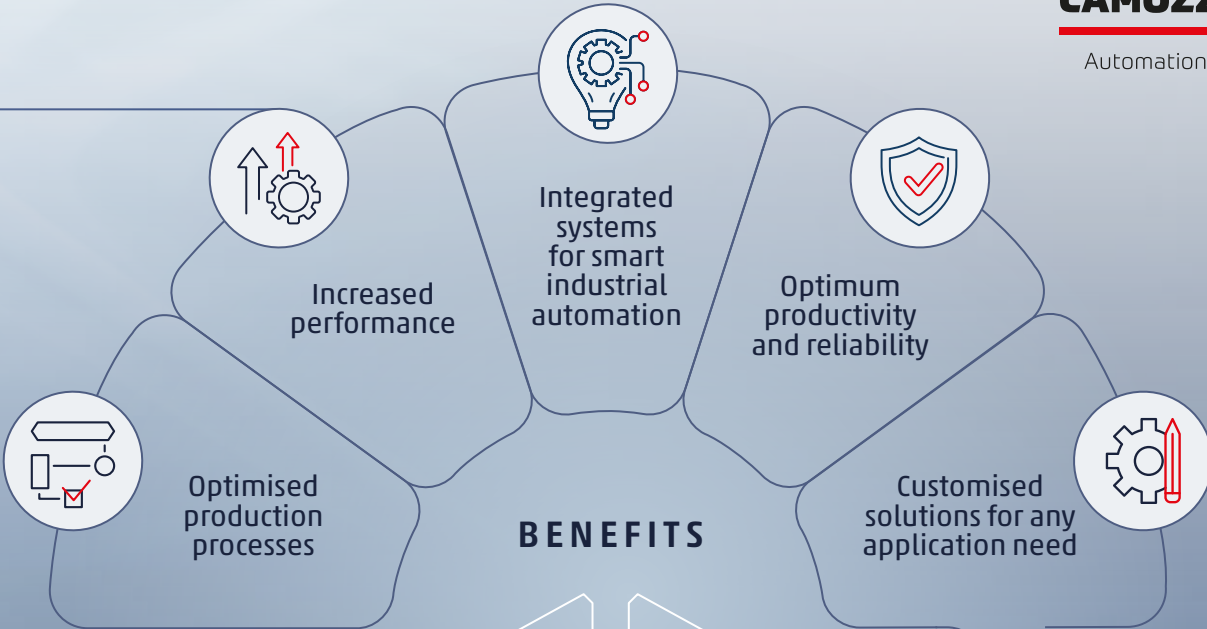 Automation
Integrated
systems
for smart
industrial
automation
Increased
performance
Optimum
productivity
and reliability
Optimised
production
processes
Customised
solutions for any
application need
BENEFITS